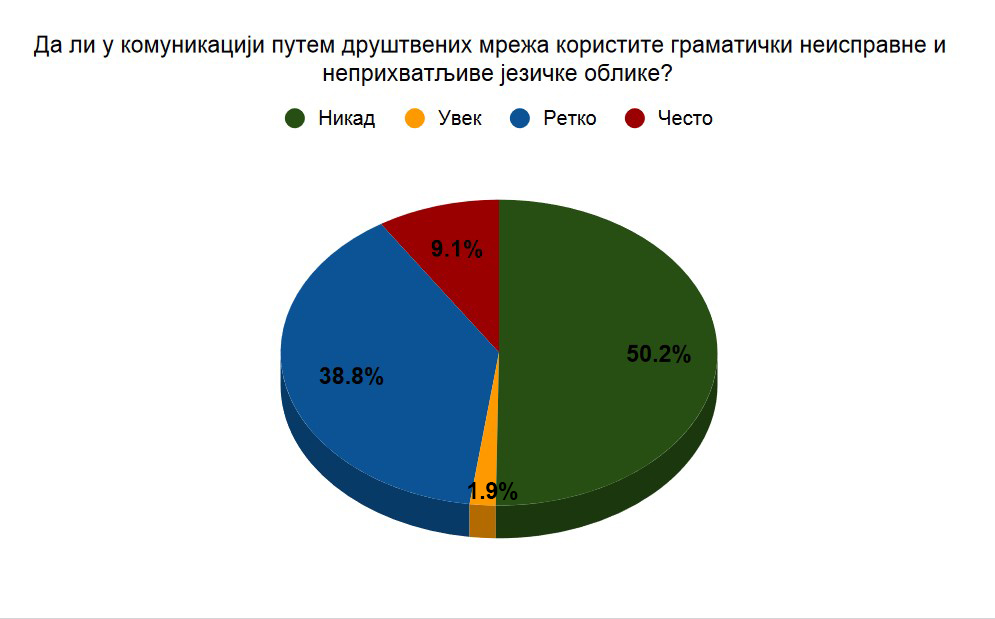 Да ли у комуникацији путем друштвених мрежа користите граматички неисправне и
неприхватљиве језичке облике?
Никад Увек Ретко Често
9.1%
50.2%
38.8%
1.9%